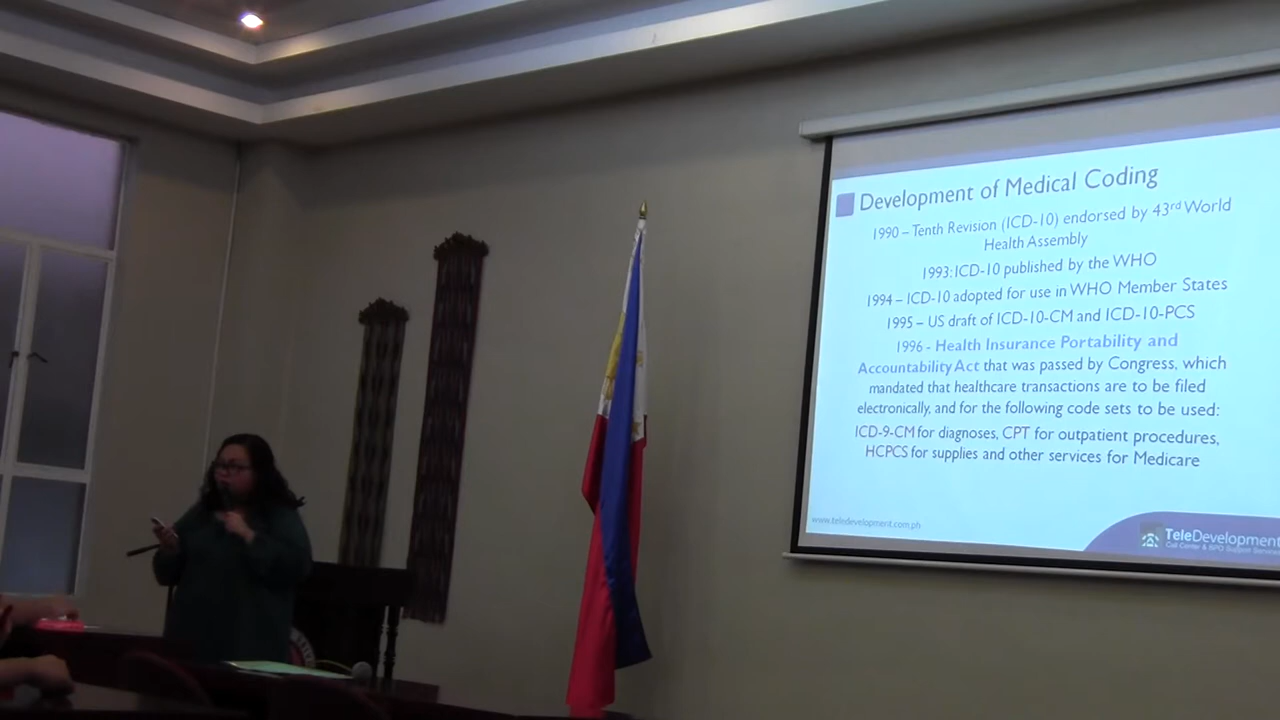 Development of Medical Coding
1990 – Tenth Revision (ICD-10) endorsed by 43rd World
Health Assembly
1993: ICD-10 published by the WHO
1994 – ICD-10 adopted for use in WHO Member States
1995 – US draft of ICD-10-CM and ICD-10-PCS
1996 - Health Insurance Portability and
Accountability Act that was passed by Congress, which
mandated that healthcare transactions are to be filed
electronically, and for the following code sets to be used:
ICD-9-CM for diagnoses, CPT for outpatient procedures,
HCPCS for supplies and other services for Medicare
www.teledevelopment.com.ph
TeleDevelopment
Call Center & BPO Support Services